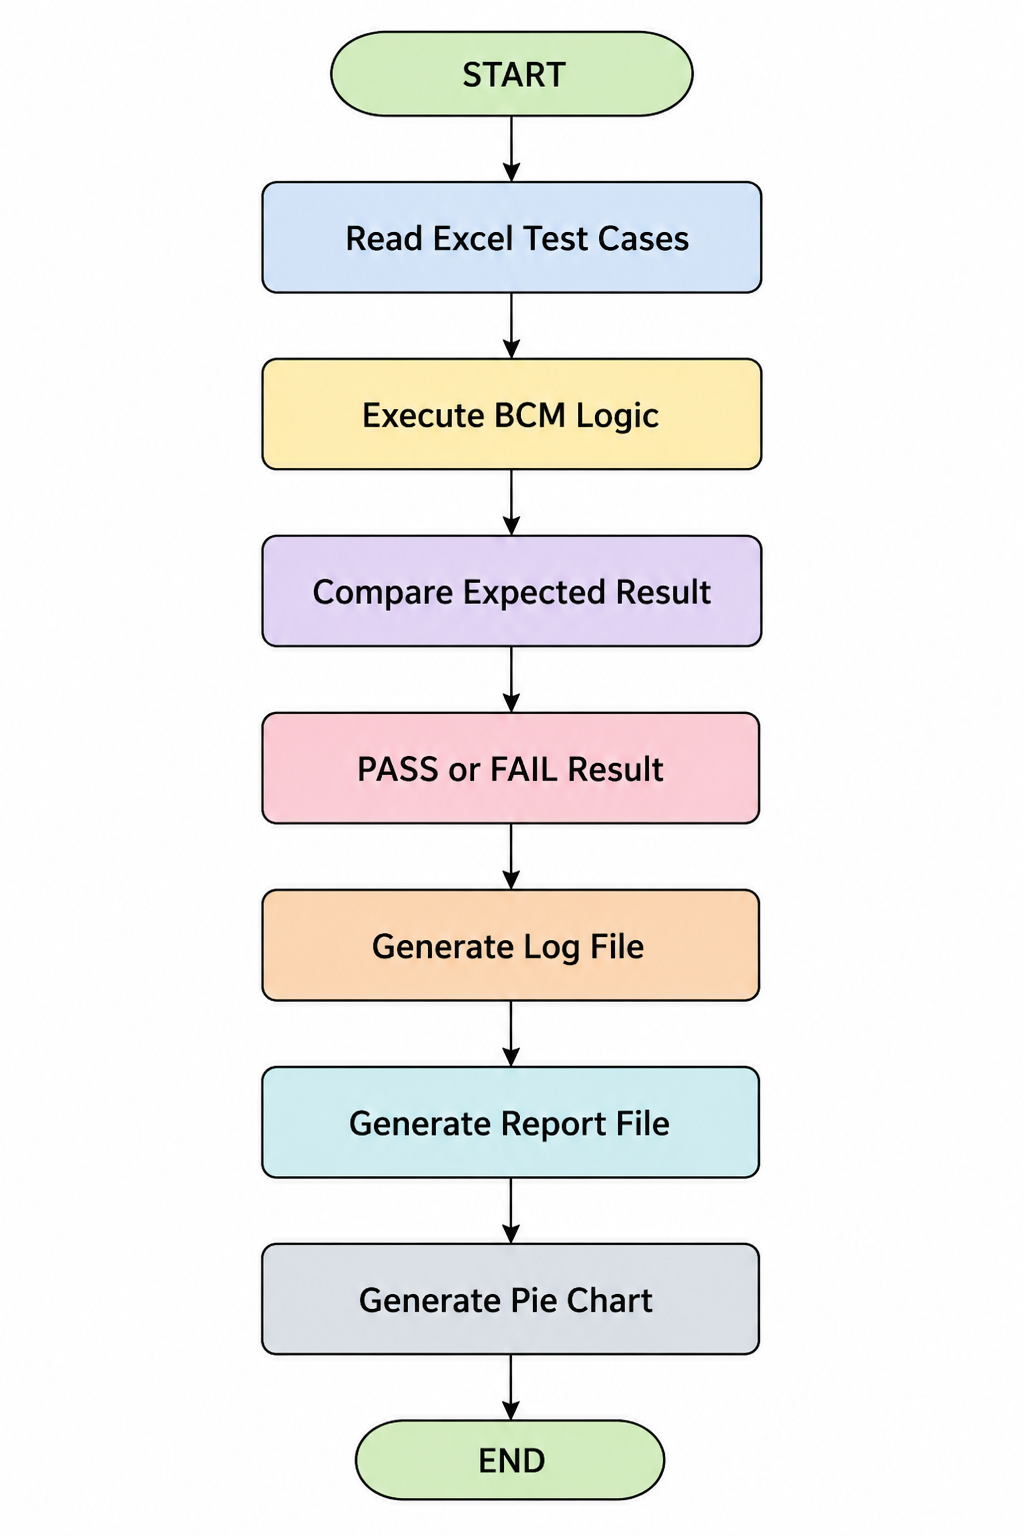 START
Read Excel Test Cases
Execute BCM Logic
Compare Expected Result
PASS or FAIL Result
Generate Log File
Generate Report File
Generate Pie Chart
END